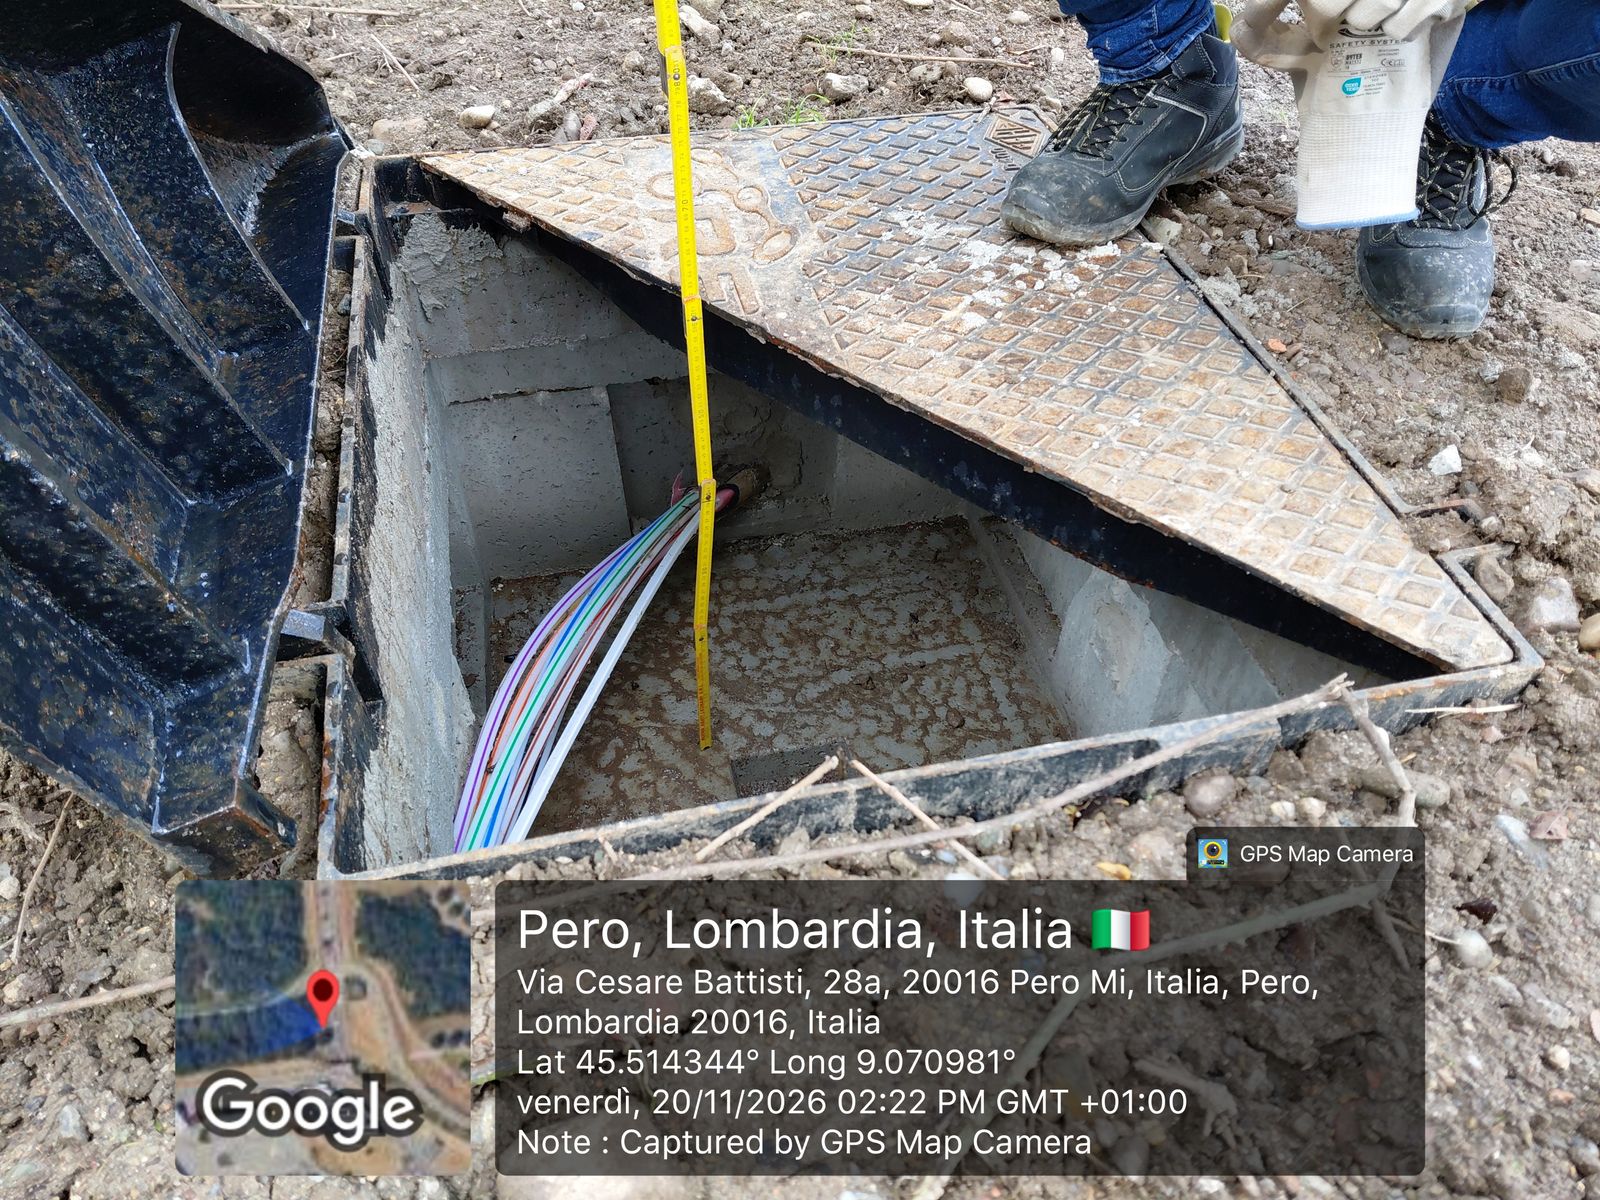 SAFETY SYSTEM
GPS Map Camera
Pero, Lombardia, Italia
Via Cesare Battisti, 28a, 20016 Pero Mi, Italia, Pero,
Lombardia 20016, Italia
Lat 45.514344° Long 9.070981°
venerdì, 20/11/2026 02:22 PM GMT +01:00
Note : Captured by GPS Map Camera
Google